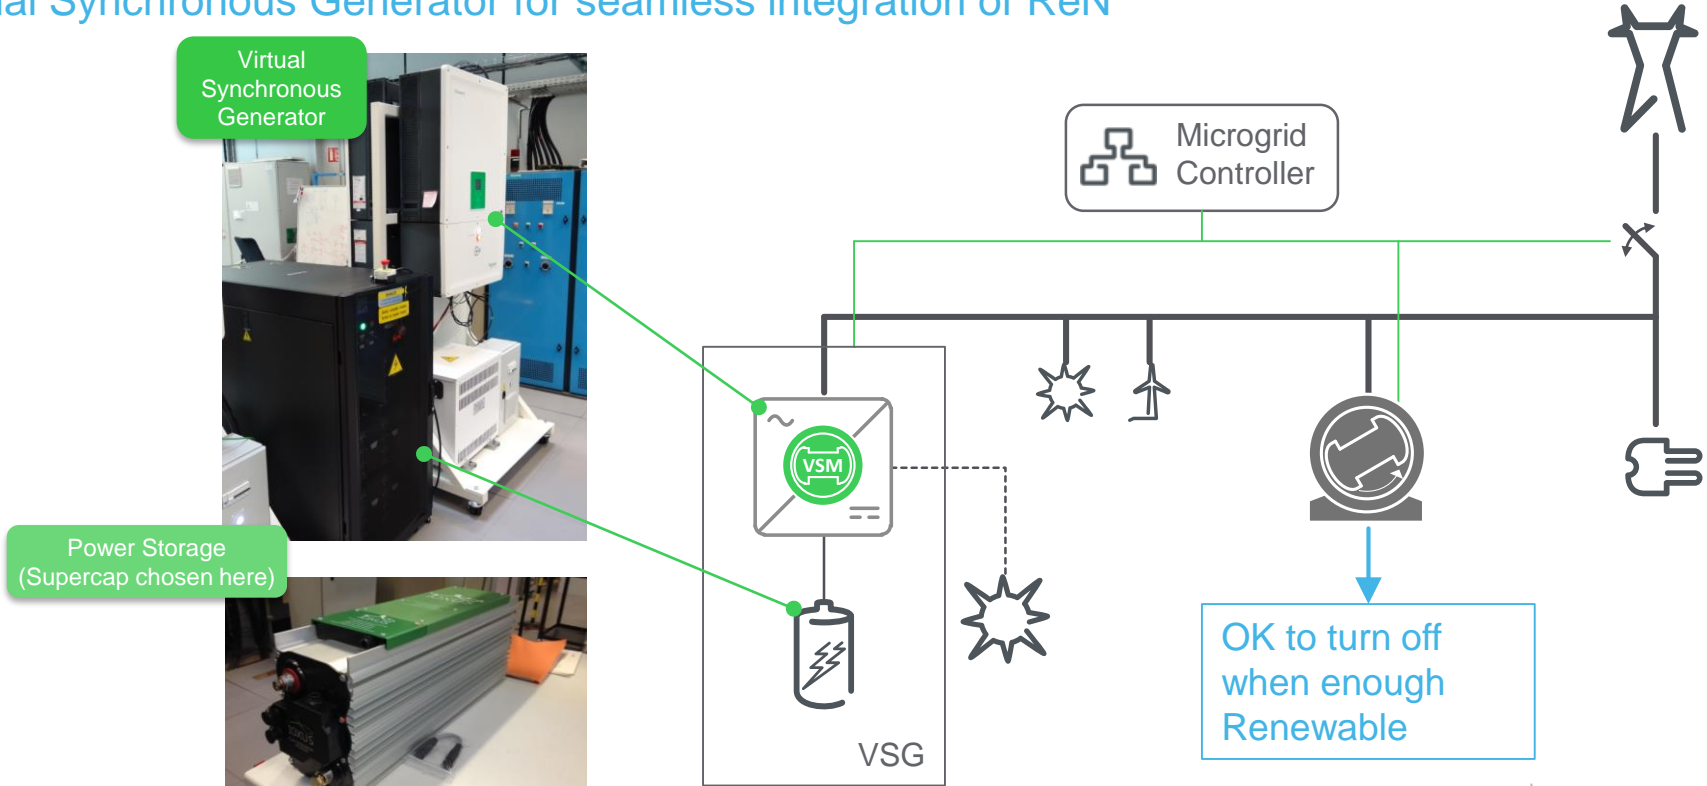 al Synchronous Generator for seamless integration of ReN
Virtual
Synchronous
Generator
Microgrid
Controller
VSM
Power Storage
(Supercap chosen here)
OK to turn off
when enough
Renewable
VSG